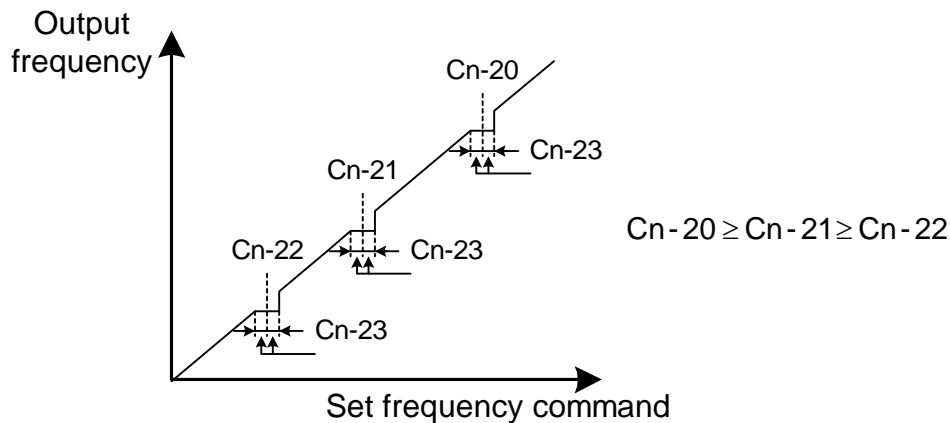 Output
frequency
Cn-20
Cn-23
Cn-21
Cn-20 ≥ Cn-21 ≥ Cn-22
Cn-22
Cn-23
Cn-23
Set frequency command